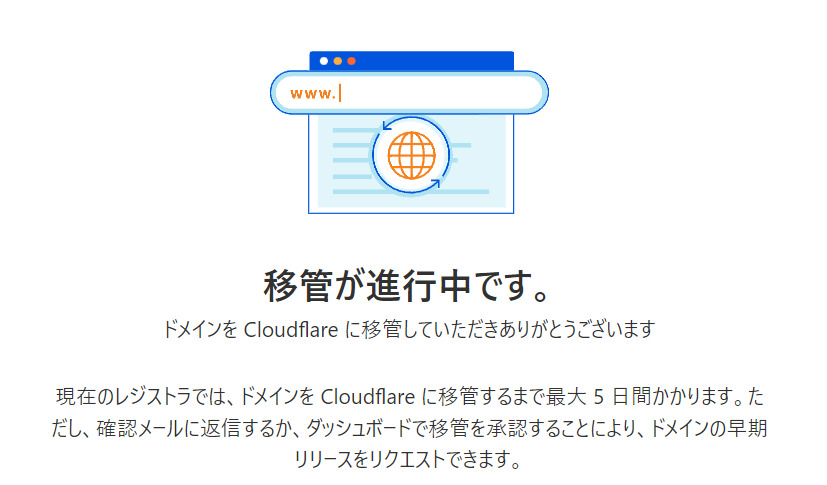 www.
移管が進行中です。
ドメインを Cloudflare に移管していただきありがとうございます
現在のレジストラでは、ドメインを Cloudflare に移管するまで最大 5 日間かかります。た
だし、確認メールに返信するか、ダッシュボードで移管を承認することにより、ドメインの早期
リリースをリクエストできます。